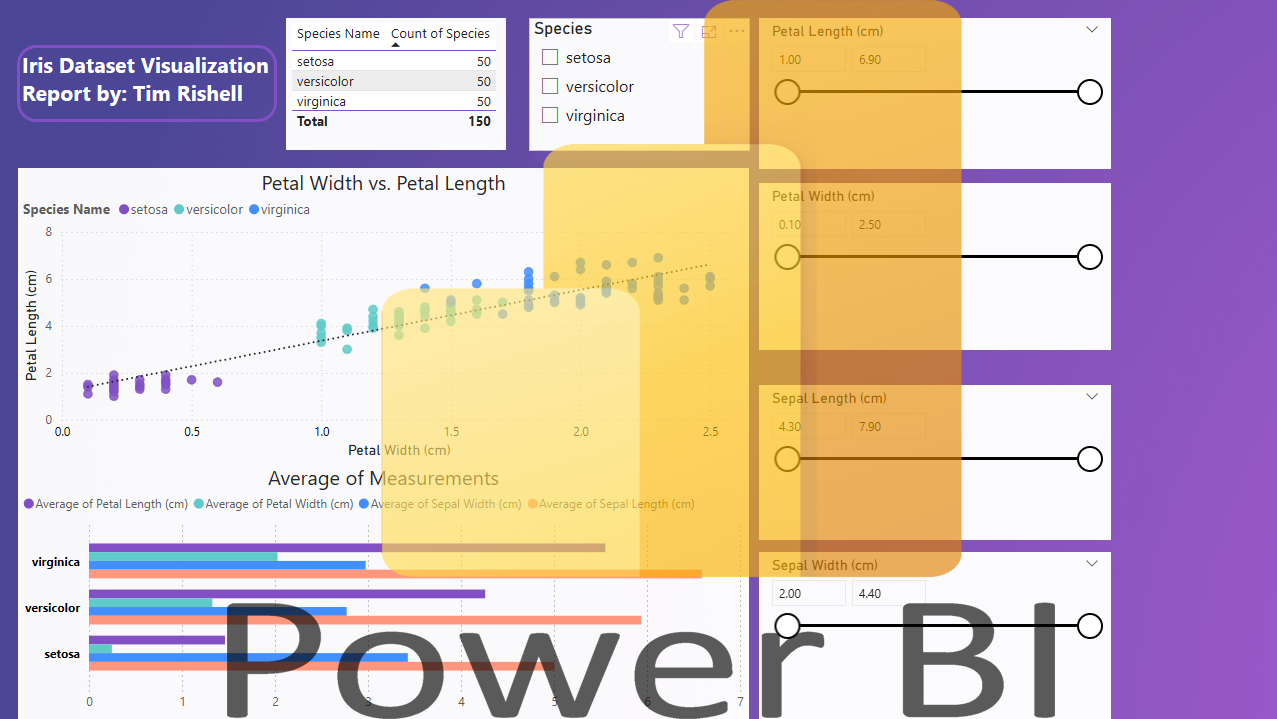 Iris Dataset Visualization
Report by: Tim Rishell
Species Name Count of Species
setosa 50
versicolor 50
virginica 50
Total 150
Species
setosa
versicolor
virginica
Petal Length (cm)
1.00 6.90
Petal Width (cm)
0.10 2.50
Sepal Length (cm)
4.30 7.90
Sepal Width (cm)
2.00 4.40
Petal Width vs. Petal Length
Species Name setosa versicolor virginica
Petal Length (cm)
8
6
4
2
0
0.0 0.5 1.0 1.5 2.0 2.5
Petal Width (cm)
Average of Measurements
Average of Petal Length (cm) Average of Petal Width (cm) Average of Sepal Width (cm) Average of Sepal Length (cm)
virginica
versicolor
setosa
0 1 2 3 4 5 6 7
Power BI